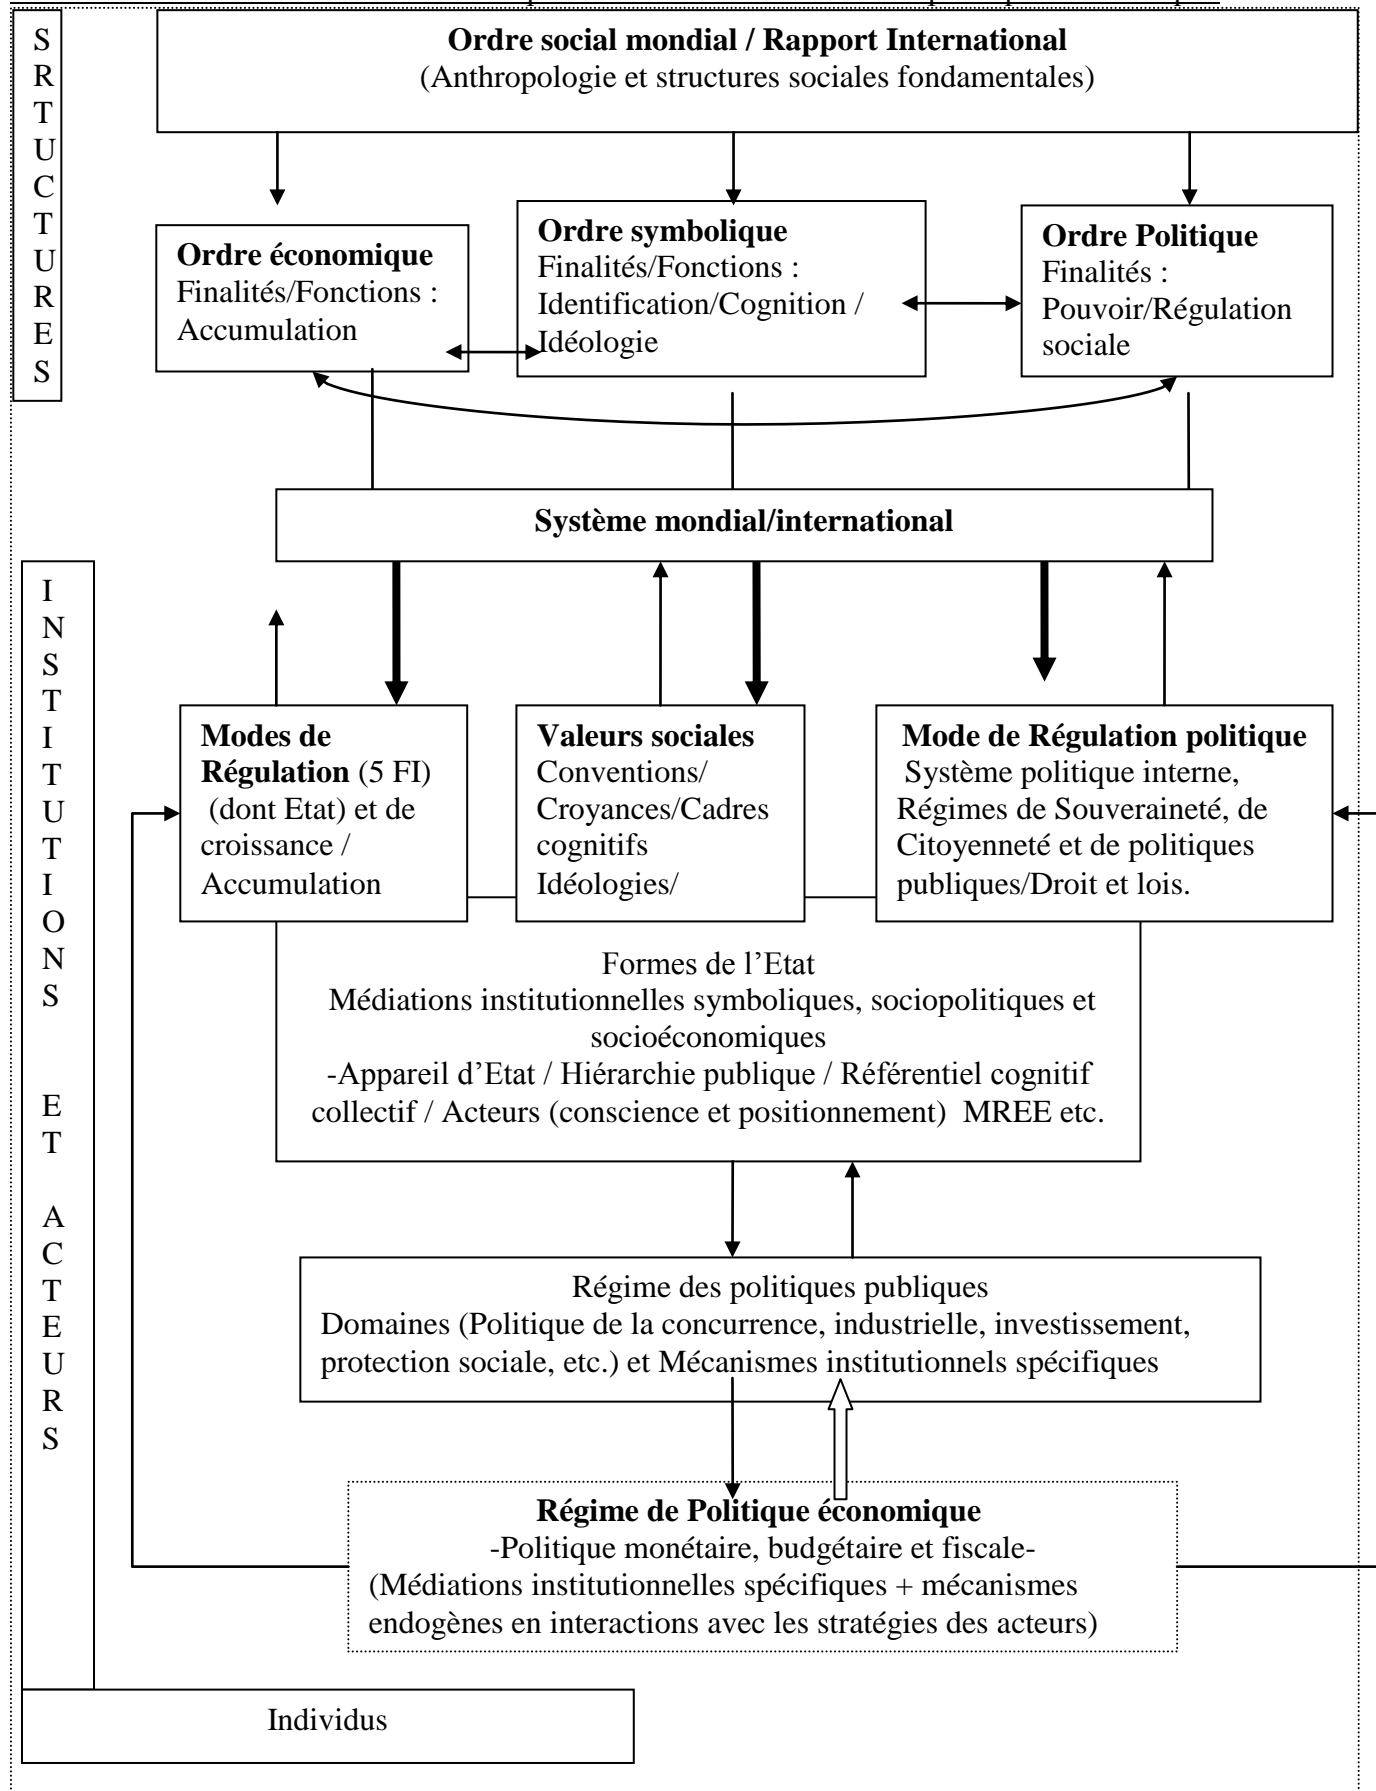 S
R
T
U
C
T
U
R
E
S
Ordre social mondial / Rapport International
(Anthropologie et structures sociales fondamentales)
Ordre économique
Finalités/Fonctions :
Accumulation
Ordre symbolique
Finalités/Fonctions :
Identification/Cognition /
Idéologie
Ordre Politique
Finalités :
Pouvoir/Régulation
sociale
Système mondial/international
I
N
S
T
I
T
U
T
I
O
N
S
E
T
A
C
T
E
U
R
S
Modes de
Régulation (5 FI)
(dont Etat) et de
croissance /
Accumulation
Valeurs sociales
Conventions/
Croyances/Cadres
cognitifs
Idéologies/
Mode de Régulation politique
Système politique interne,
Régimes de Souveraineté, de
Citoyenneté et de politiques
publiques/Droit et lois.
Formes de l’Etat
Médiations institutionnelles symboliques, sociopolitiques et
socioéconomiques
-Appareil d’Etat / Hiérarchie publique / Référentiel cognitif
collectif / Acteurs (conscience et positionnement) MREE etc.
Régime des politiques publiques
Domaines (Politique de la concurrence, industrielle, investissement,
protection sociale, etc.) et Mécanismes institutionnels spécifiques
Régime de Politique économique
-Politique monétaire, budgétaire et fiscale-
(Médiations institutionnelles spécifiques + mécanismes
endogènes en interactions avec les stratégies des acteurs)
Individus